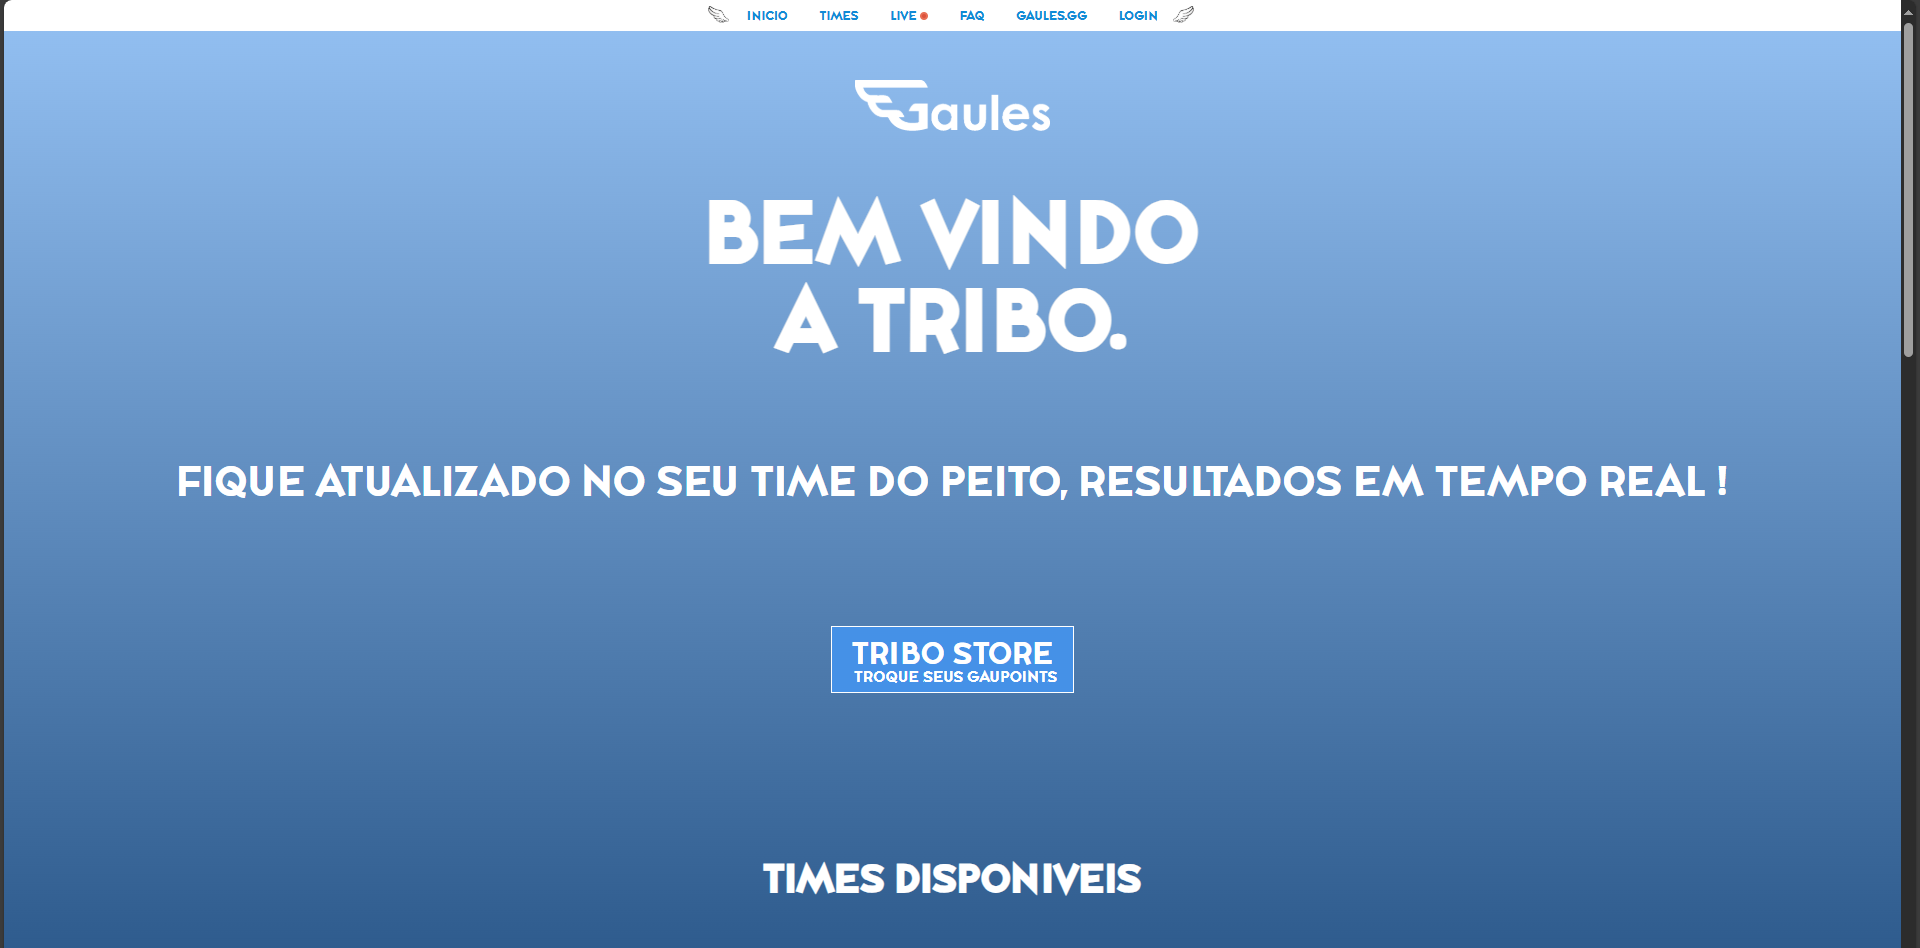 INICIO TIMES LIVE FAQ GAULES.GG LOGIN
Gaules
BEM VINDO
A TRIBO.
FIQUE ATUALIZADO NO SEU TIME DO PEITO, RESULTADOS EM TEMPO REAL !
TRIBO STORE
TROQUE SEUS GAUPOINTS
TIMES DISPONIVEIS